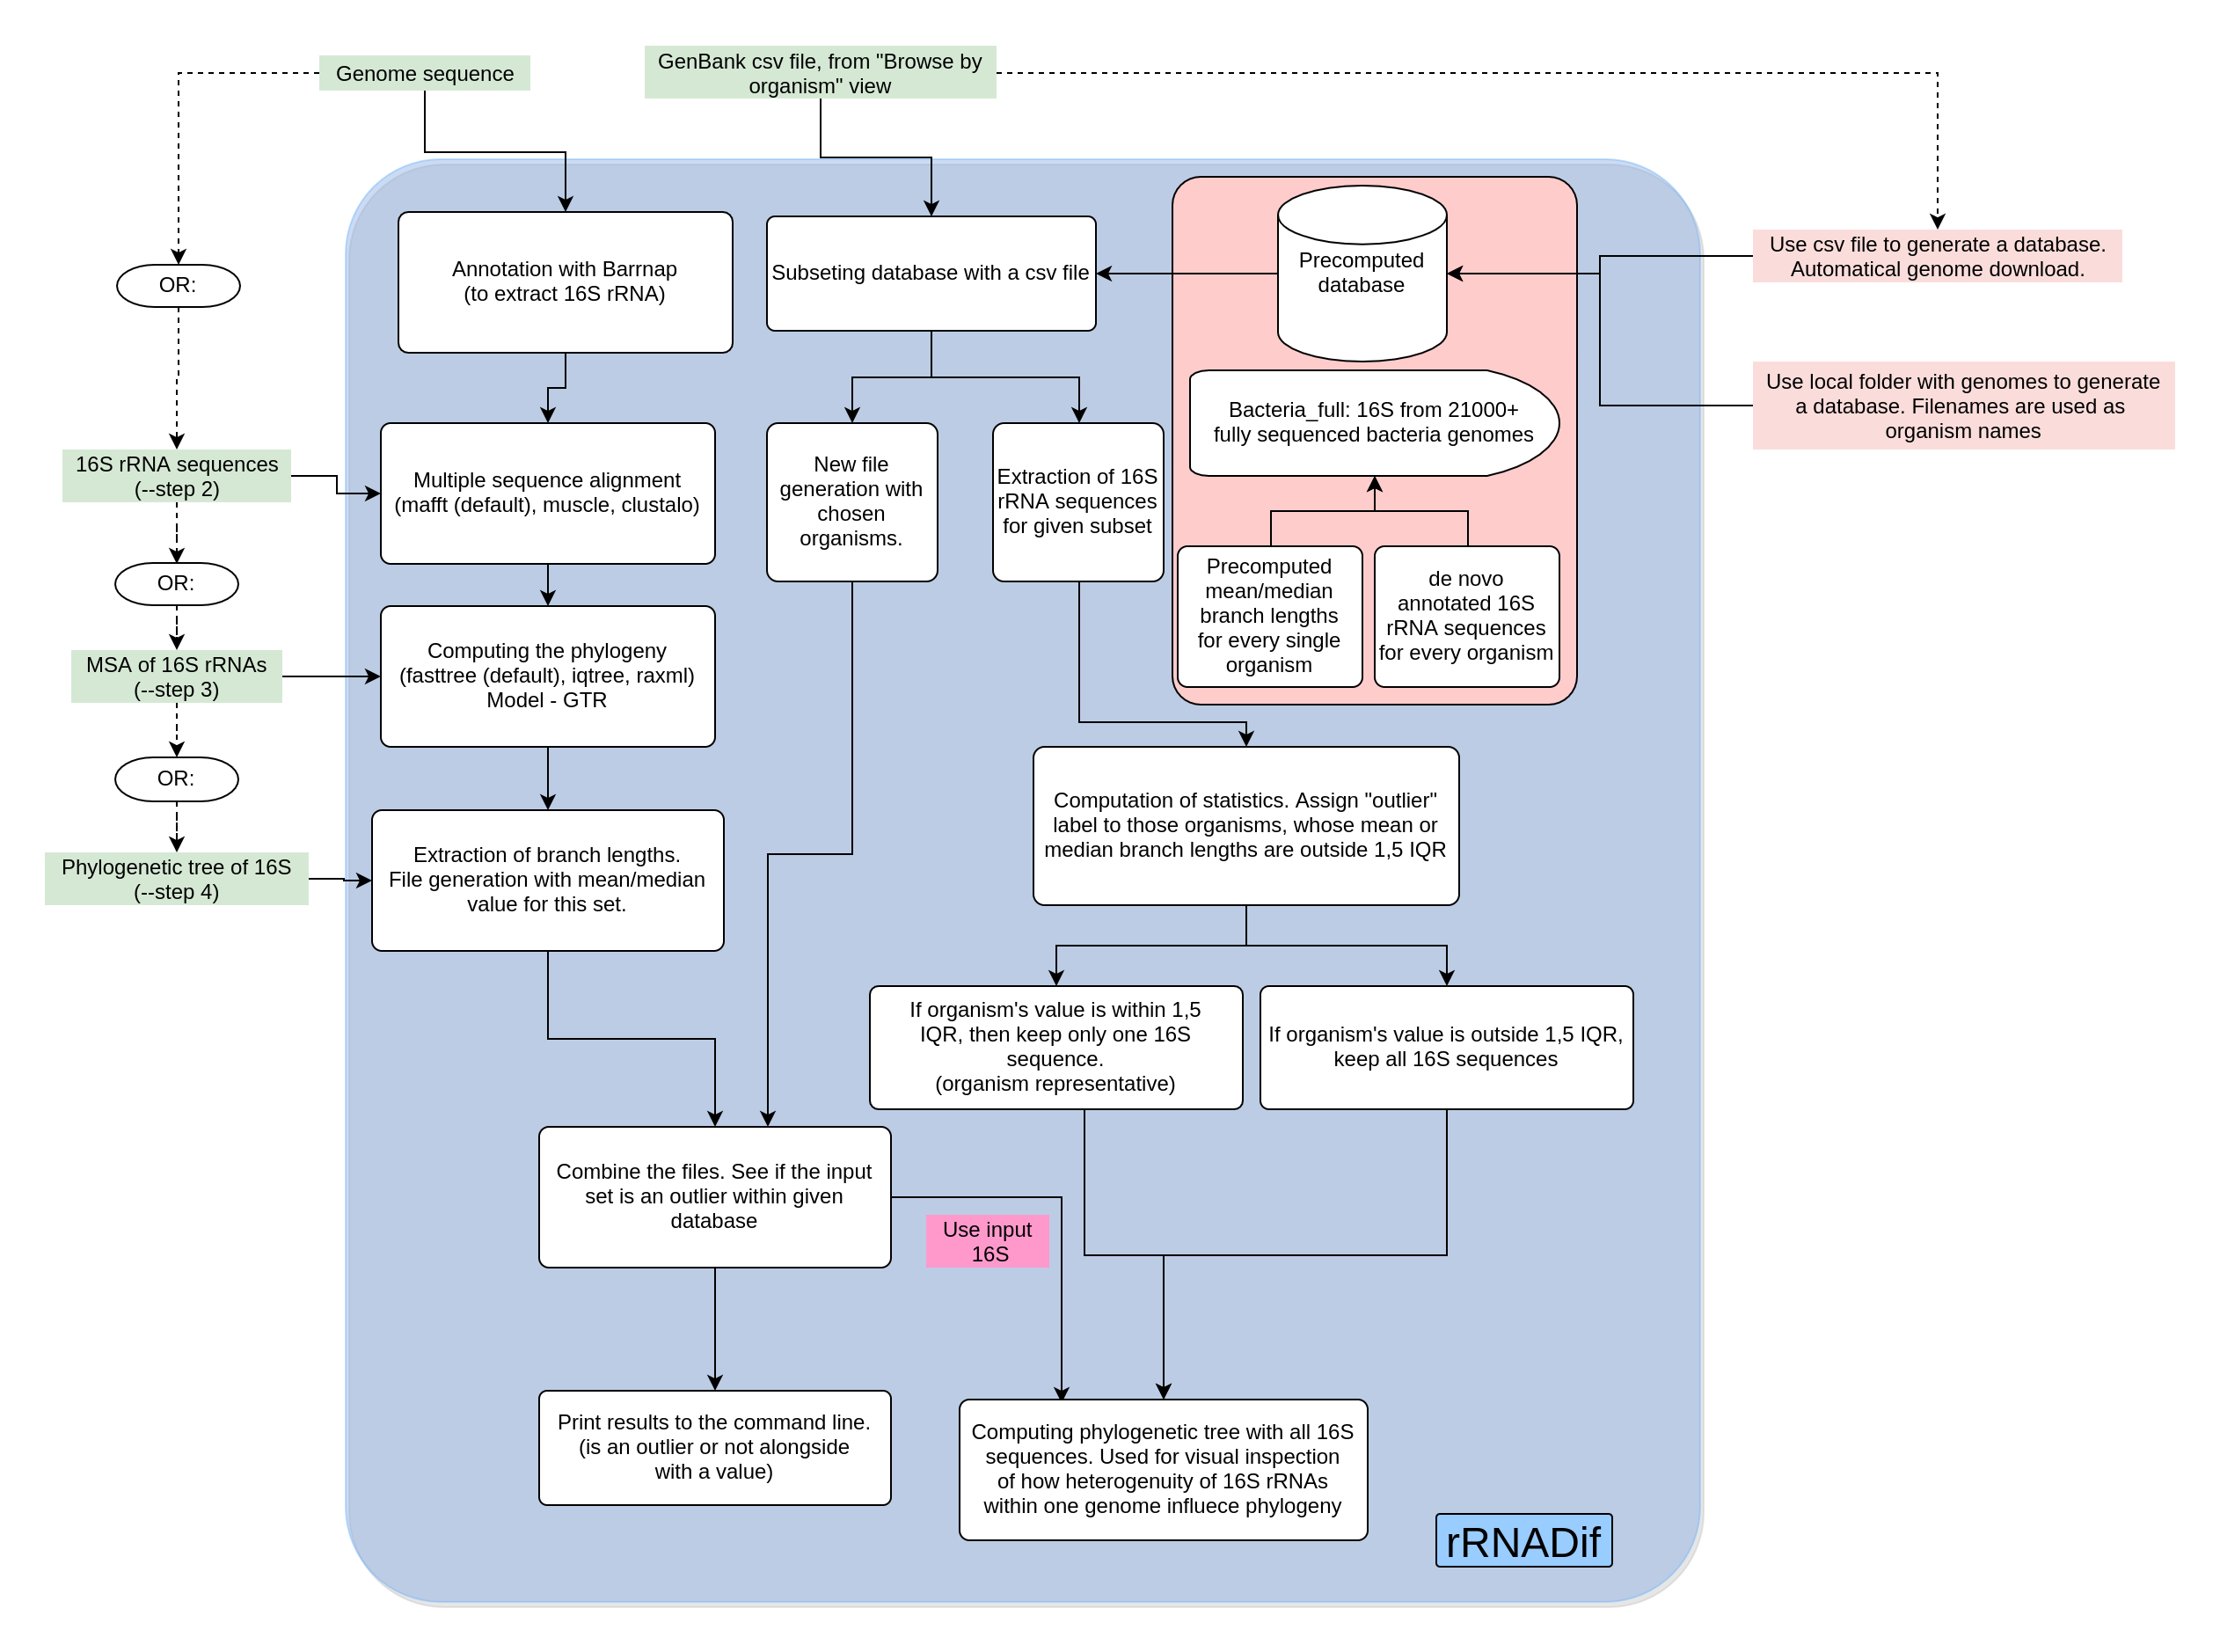 Genome sequence
GenBank csv file, from "Browse by
organism" view
OR:
Annotation with Barrnap
(to extract 16S rRNA)
Subseting database with a csv file
Precomputed
database
Use csv file to generate a database.
Automatical genome download.
Use local folder with genomes to generate
a database. Filenames are used as
organism names
Bacteria_full: 16S from 21000+
fully sequenced bacteria genomes
16S rRNA sequences
(--step 2)
Multiple sequence alignment
(mafft (default), muscle, clustalo)
New file
generation with
chosen
organisms.
Extraction of 16S
rRNA sequences
for given subset
Precomputed
mean/median
branch lengths
for every single
organism
de novo
annotated 16S
rRNA sequences
for every organism
OR:
MSA of 16S rRNAs
(--step 3)
Computing the phylogeny
(fasttree (default), iqtree, raxml)
Model - GTR
OR:
Phylogenetic tree of 16S
(--step 4)
Extraction of branch lengths.
File generation with mean/median
value for this set.
Computation of statistics. Assign "outlier"
label to those organisms, whose mean or
median branch lengths are outside 1,5 IQR
If organism's value is within 1,5
IQR, then keep only one 16S
sequence.
(organism representative)
If organism's value is outside 1,5 IQR,
keep all 16S sequences
Combine the files. See if the input
set is an outlier within given
database
Use input
16S
Print results to the command line.
(is an outlier or not alongside
with a value)
Computing phylogenetic tree with all 16S
sequences. Used for visual inspection
of how heterogenuity of 16S rRNAs
within one genome influece phylogeny
rRNADif